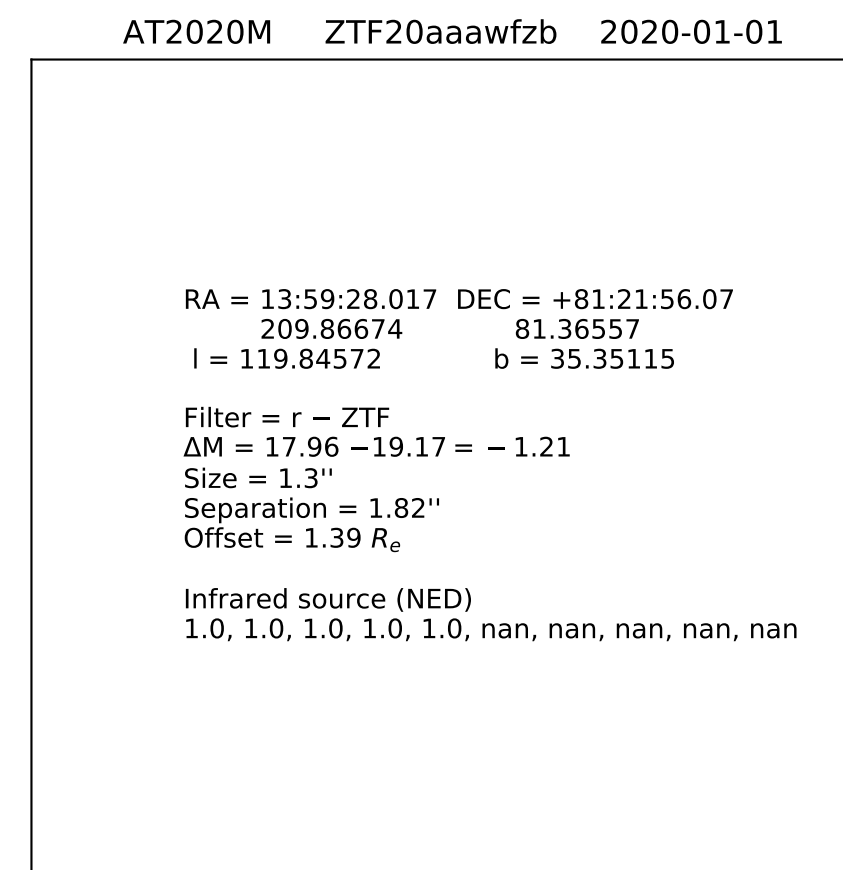 AT2020M ZTF20aaawfzb 2020-01-01
RA = 13:59:28.017 DEC = +81:21:56.07
209.86674 81.36557
l = 119.84572 b = 35.35115
Filter = r − ZTF
ΔM = 17.96 −19.17 = − 1.21
Size = 1.3''
Separation = 1.82''
Offset = 1.39 Re
Infrared source (NED)
1.0, 1.0, 1.0, 1.0, 1.0, nan, nan, nan, nan, nan